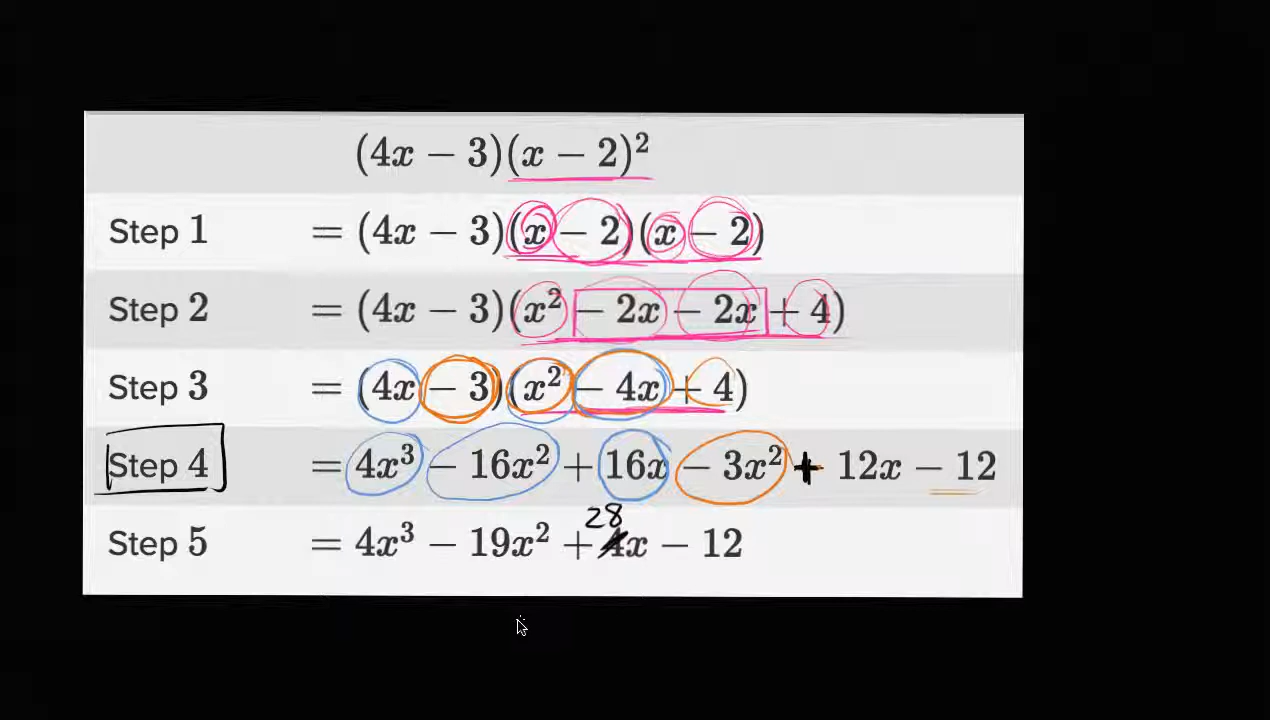 (4x − 3)(x − 2)²
Step 1 = (4x − 3)(x − 2)(x − 2)
Step 2 = (4x − 3)(x² − 2x − 2x + 4)
Step 3 = (4x − 3)(x² − 4x + 4)
Step 4 = 4x³ − 16x² + 16x − 3x² + 12x − 12
28
Step 5 = 4x³ − 19x² + 4x − 12